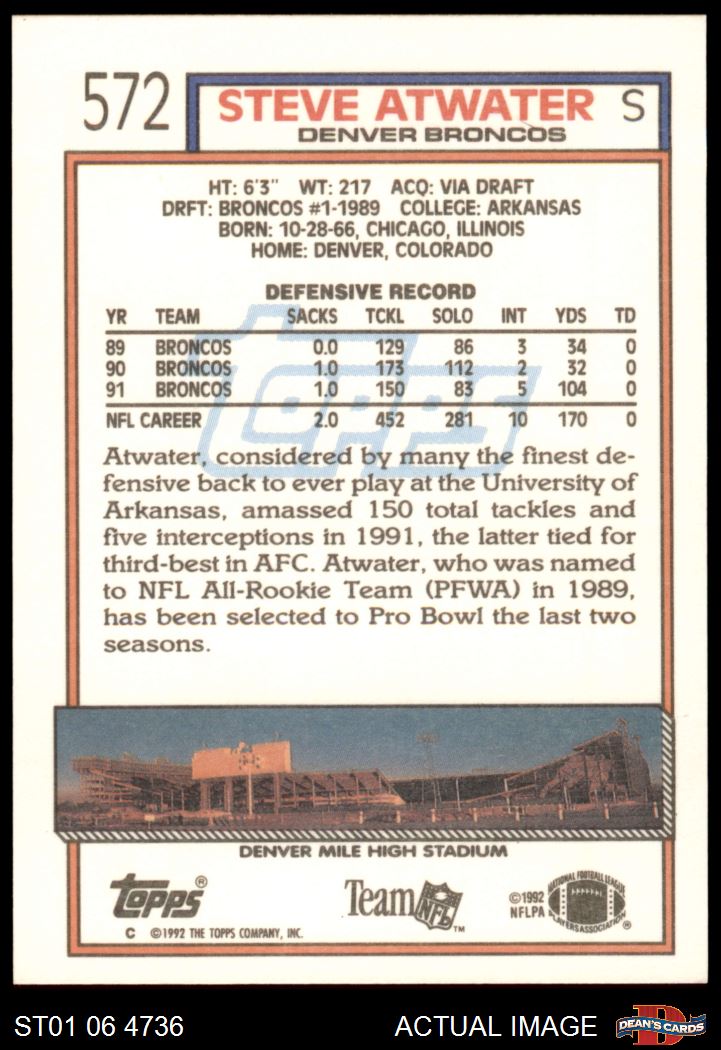 572
STEVE ATWATER S
DENVER BRONCOS
HT: 6'3" WT: 217 ACQ: VIA DRAFT
DRFT: BRONCOS #1-1989 COLLEGE: ARKANSAS
BORN: 10-28-66, CHICAGO, ILLINOIS
HOME: DENVER, COLORADO
DEFENSIVE RECORD
YR TEAM SACKS TCKL SOLO INT YDS TD
89 BRONCOS 0.0 129 86 3 34 0
90 BRONCOS 1.0 173 112 2 32 0
91 BRONCOS 1.0 150 83 5 104 0
NFL CAREER 2.0 452 281 10 170 0
topps
Atwater, considered by many the finest de-
fensive back to ever play at the University of
Arkansas, amassed 150 total tackles and
five interceptions in 1991, the latter tied for
third-best in AFC. Atwater, who was named
to NFL All-Rookie Team (PFWA) in 1989,
has been selected to Pro Bowl the last two
seasons.
DENVER MILE HIGH STADIUM
topps®
C ©1992 THE TOPPS COMPANY, INC.
Team NFL™
©1992
NFLPA
NATIONAL FOOTBALL LEAGUE
PLAYERS ASSOCIATION
®
ST01 06 4736
ACTUAL IMAGE
D
DEAN'S CARDS